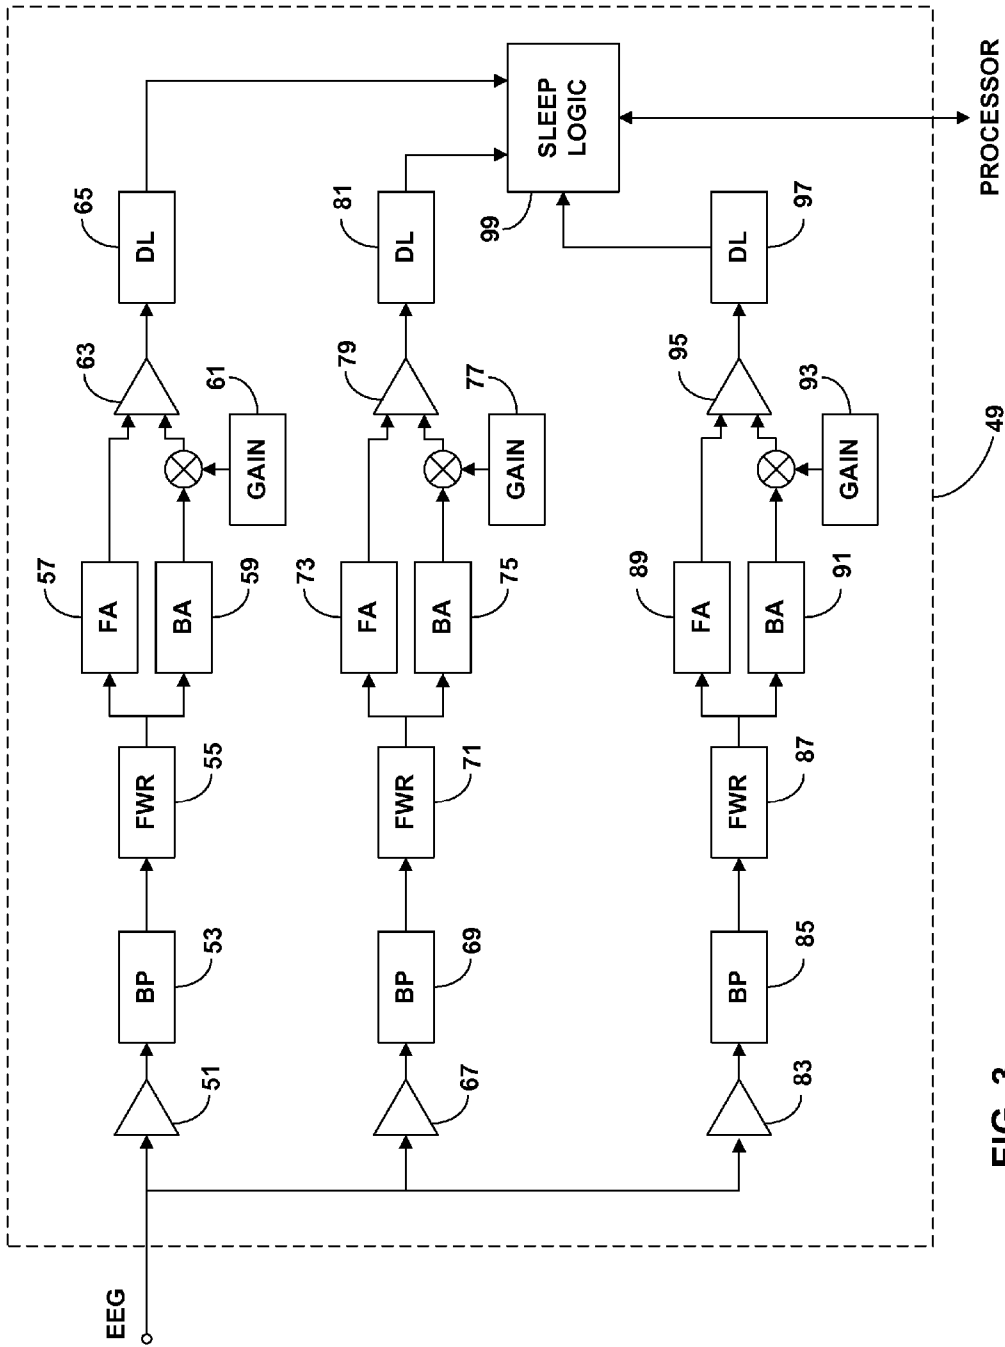 EEG
51
BP
53
FWR
55
FA
57
BA
59
GAIN
61
63
DL
65
67
BP
69
FWR
71
FA
73
BA
75
GAIN
77
79
DL
81
83
BP
85
FWR
87
FA
89
BA
91
GAIN
93
95
DL
97
SLEEP
LOGIC
99
PROCESSOR
49
FIG. 3